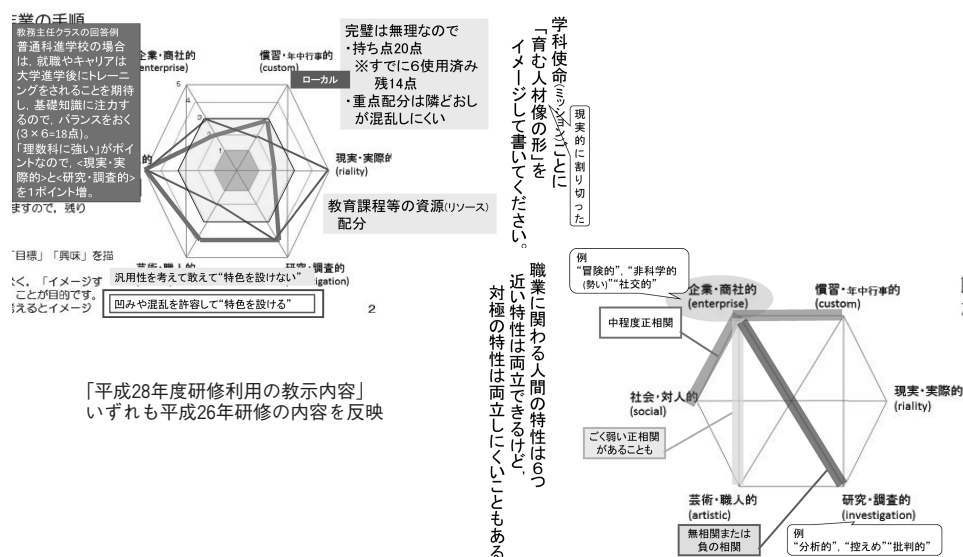 業の手順
教務主任クラスの回答例
普通科進学校の場合
は,就職やキャリアは
大学進学後にトレーニ
ングをされることを期待
し,基礎知識に注力す
るので,バランスをおく
(3×6=18点)。
「理数科に強い」がポイ
ントなので,<現実・実
際的>と<研究・調査的>
を1ポイント増。
ますので,残り
「目標」「興味」を描
「イメージす
ことが目的です。
考えるとイメージ
企業・商社的
(enterprise)
慣習・年中行事的
(custom)
ローカル
5
4
3
2
1
的
現実・実際的
(riality)
芸術・職人的
研究・調査的
igation)
完璧は無理なので
・持ち点20点
※すでに6使用済み
残14点
・重点配分は隣どおし
が混乱しにくい
教育課程等の資源(リソース)
配分
汎用性を考えて敢えて“特色を設けない”
凹みや混乱を許容して“特色を設ける”
2
「平成28年度研修利用の教示内容」
いずれも平成26年研修の内容を反映
学科使命(ミッション)ごとに
「育む人材像の形」を
イメージして書いてください。
現実的に割り切った
職業に関わる人間の特性は6つ
近い特性は両立できるけど,
対極の特性は両立しにくいこともある
例
“冒険的”, “非科学的
(勢い)”“社交的”
企業・商社的
(enterprise)
慣習・年中行事的
(custom)
中程度正相関
社会・対人的
(social)
現実・実際的
(riality)
ごく弱い正相関
があることも
芸術・職人的
(artistic)
研究・調査的
(investigation)
無相関または
負の相関
例
“分析的”, “控えめ”“批判的”